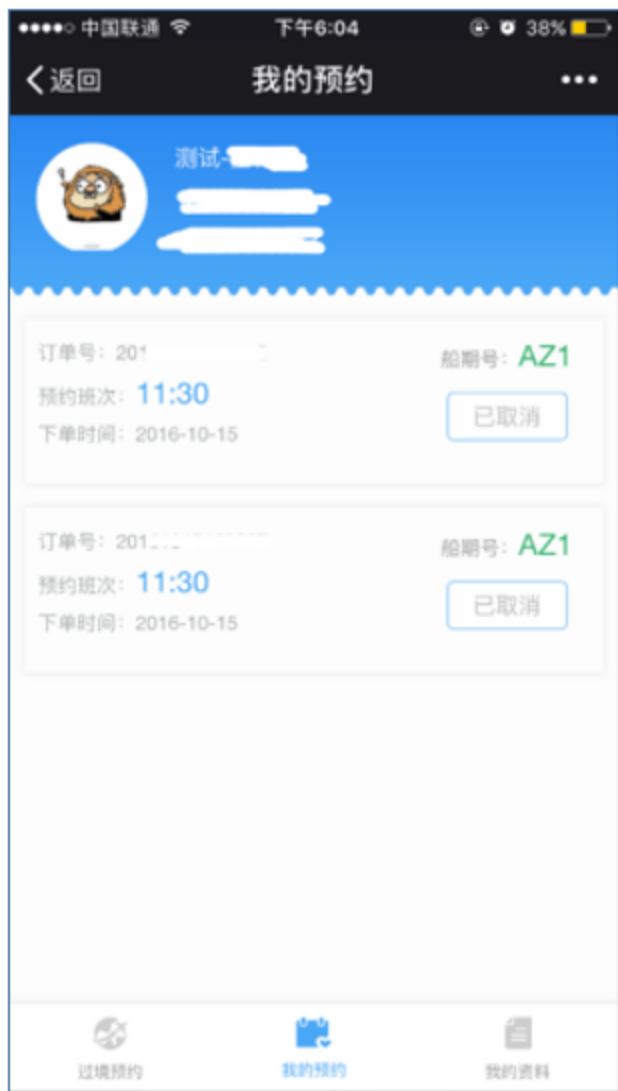 中国联通 下午6:04 38%
返回 我的预约
测试-
订单号：201
船期号：AZ1
预约班次：11:30
已取消
下单时间：2016-10-15
订单号：201
船期号：AZ1
预约班次：11:30
已取消
下单时间：2016-10-15
过境预约 我的预约 我的资料